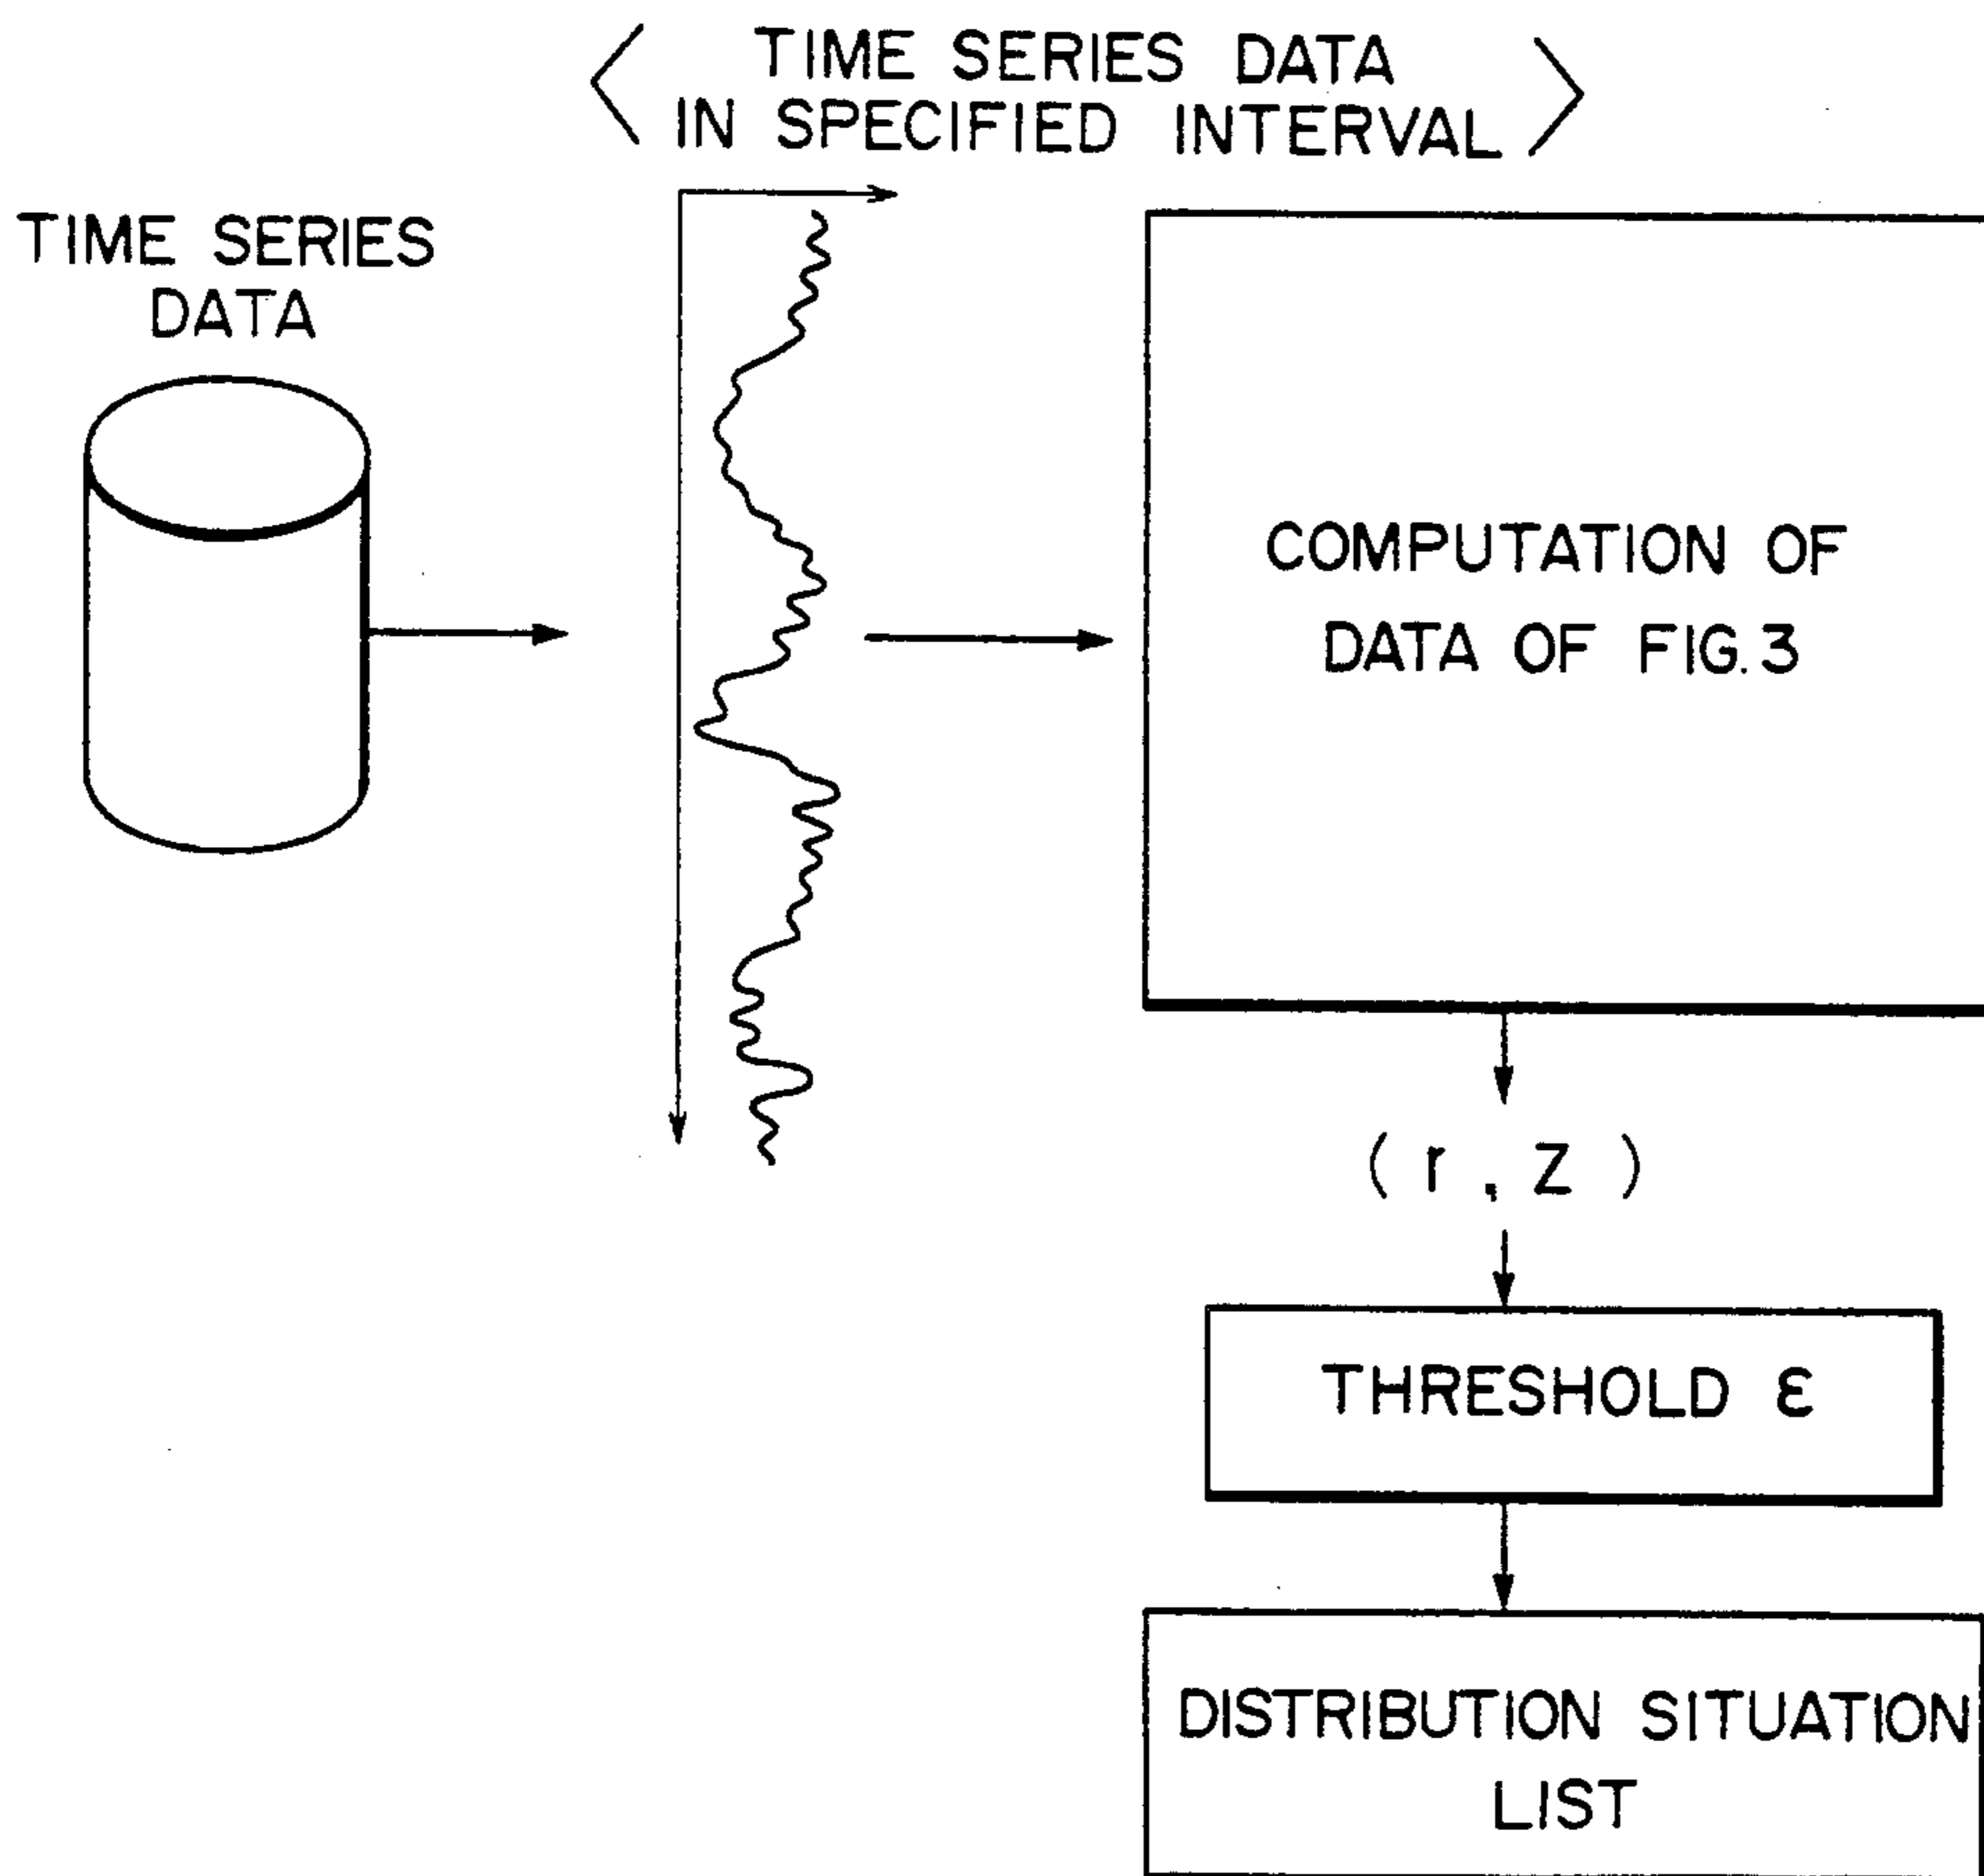 〈 TIME SERIES DATA
IN SPECIFIED INTERVAL 〉
TIME SERIES
DATA
COMPUTATION OF
DATA OF FIG.3
( r , Z )
THRESHOLD ε
DISTRIBUTION SITUATION
LIST